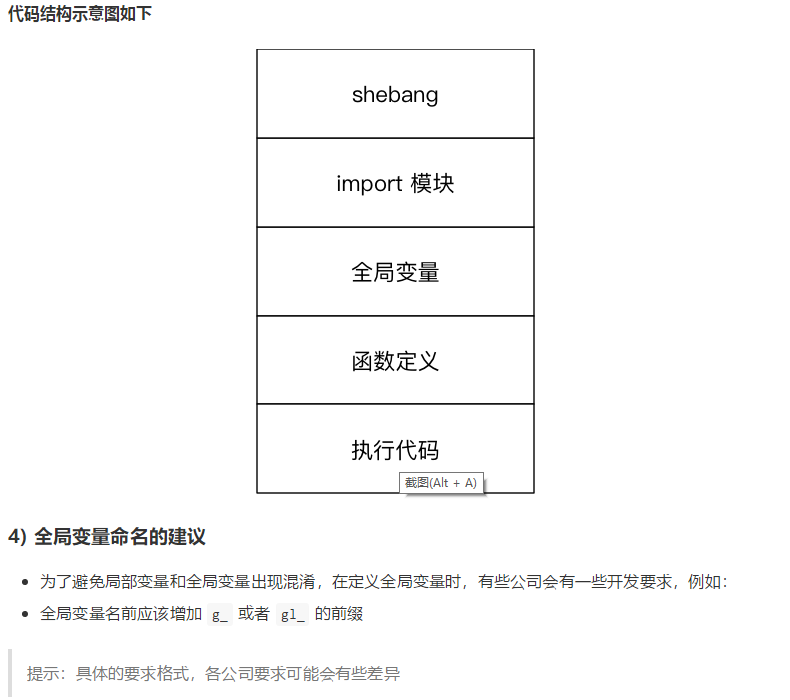 代码结构示意图如下
shebang
import 模块
全局变量
函数定义
执行代码
截图(Alt + A)
4) 全局变量命名的建议
为了避免局部变量和全局变量出现混淆，在定义全局变量时，有些公司会有一些开发要求，例如：
全局变量名前应该增加 g_ 或者 gl_ 的前缀
提示：具体的要求格式，各公司要求可能会有些差异